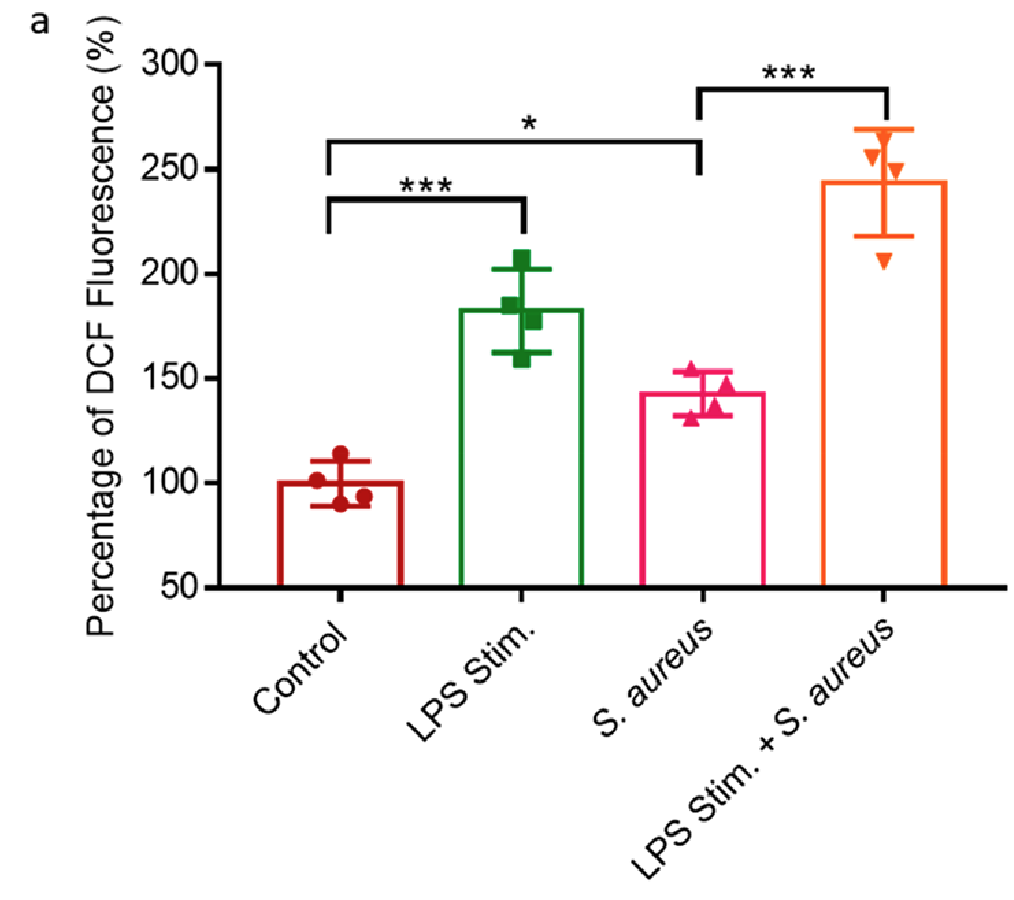 a
Percentage of DCF Fluorescence (%)
300
250
200
150
100
50
***
*
***
Control
LPS Stim.
S. aureus
LPS Stim. + S. aureus